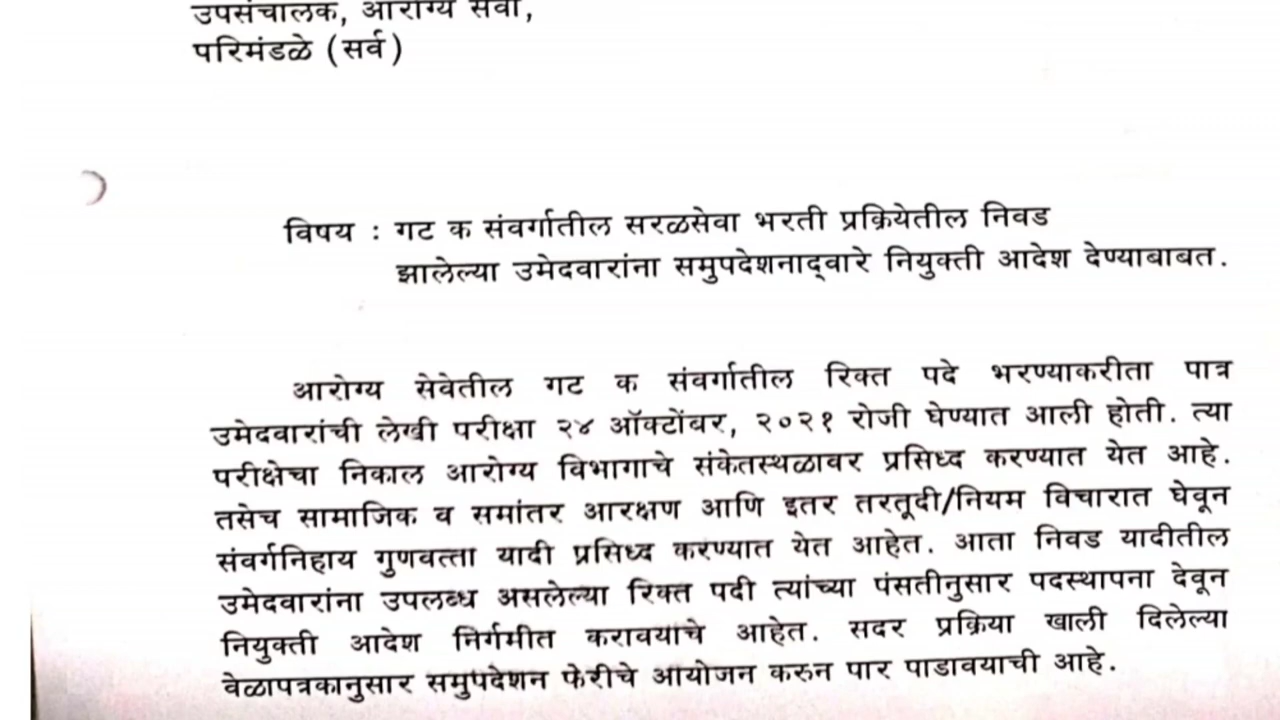 उपसंचालक, आरोग्य सेवा,
परिमंडळे (सर्व)
विषय : गट क संवर्गातील सरळसेवा भरती प्रक्रियेतील निवड
झालेल्या उमेदवारांना समुपदेशनाद्‌वारे नियुक्ती आदेश देण्याबाबत.
आरोग्य सेवेतील गट क संवर्गातील रिक्त पदे भरण्याकरीता पात्र
उमेदवारांची लेखी परीक्षा २४ ऑक्टोंबर, २०२१ रोजी घेण्यात आली होती. त्या
परीक्षेचा निकाल आरोग्य विभागाचे संकेतस्थळावर प्रसिध्द करण्यात येत आहे.
तसेच सामाजिक व समांतर आरक्षण आणि इतर तरतूदी/नियम विचारात घेवून
संवर्गनिहाय गुणवत्ता यादी प्रसिध्द करण्यात येत आहेत. आता निवड यादीतील
उमेदवारांना उपलब्ध असलेल्या रिक्त पदी त्यांच्या पंसतीनुसार पदस्थापना देवून
नियुक्ती आदेश निर्गमीत करावयाचे आहेत. सदर प्रक्रिया खाली दिलेल्या
वेळापत्रकानुसार समुपदेशन फेरीचे आयोजन करुन पार पाडावयाची आहे.